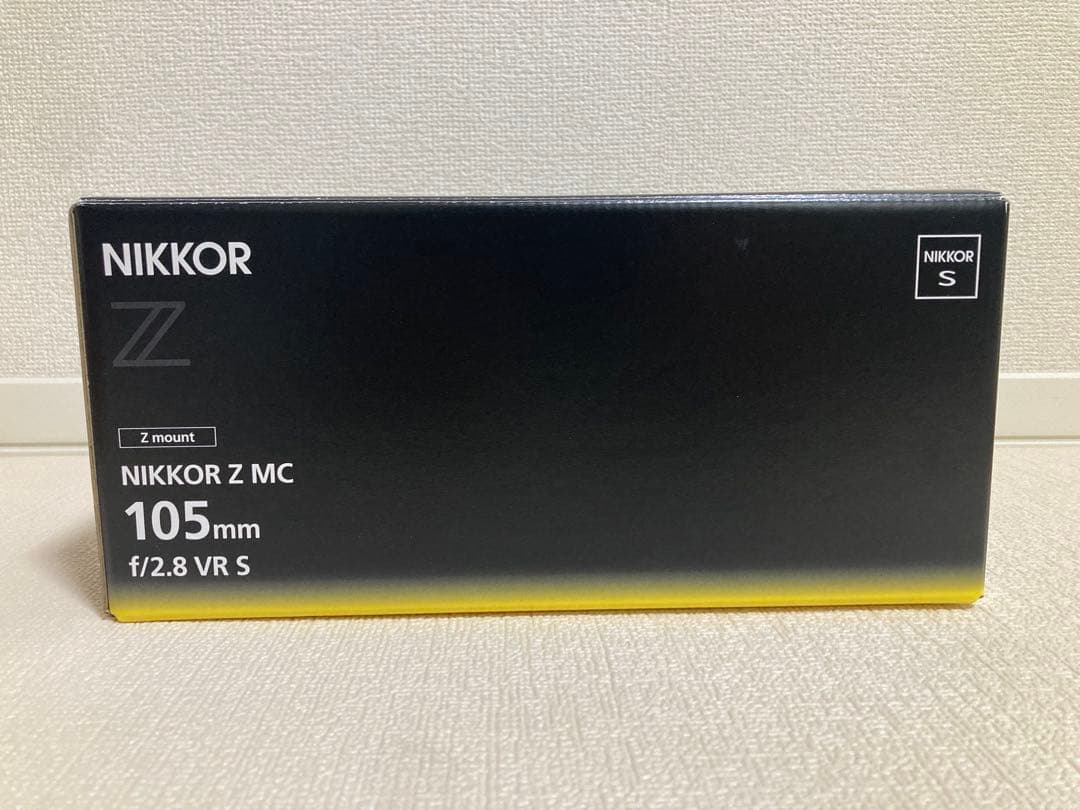 NIKKOR
Z
NIKKOR
S
Z mount
NIKKOR Z MC
105mm
f/2.8 VR S